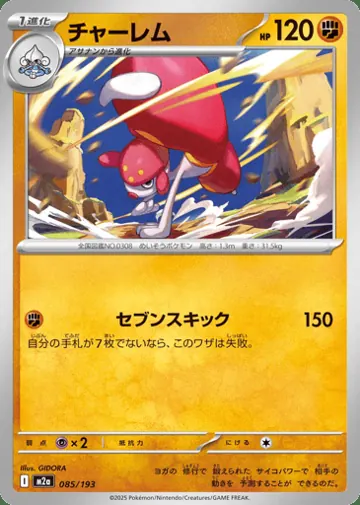 1進化
チャーレム
HP 120
アサナンから進化
全国図鑑NO.0308 めいそうポケモン 高さ：1.3m 重さ：31.5kg
セブンスキック 150
自分の手札が7枚でないなら、このワザは失敗。
弱点 ×2 抵抗力 にげる
Illus. GIDORA
I m2a 085/193
ヨガの修行で鍛えられたサイコパワーで相手の
動きを予測することができるのだ。
©2025 Pokémon/Nintendo/Creatures/GAME FREAK.